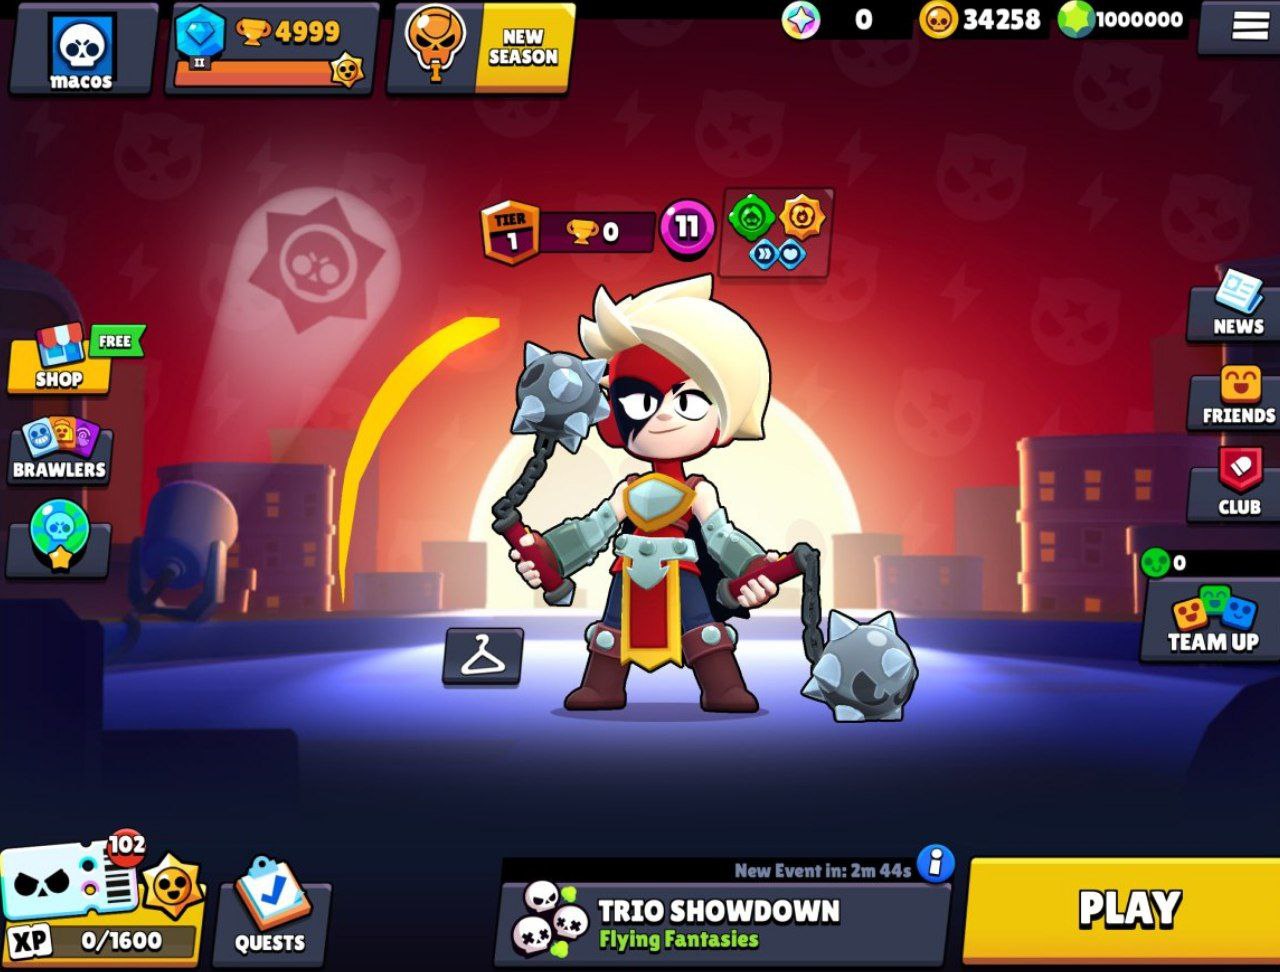 macos
II
4999
1
NEW
SEASON
0
34258
1000000
TIER
1
0
11
FREE
SHOP
BRAWLERS
NEWS
FRIENDS
CLUB
0
TEAM UP
102
XP
0/1600
QUESTS
New Event in: 2m 44s
i
TRIO SHOWDOWN
Flying Fantasies
PLAY